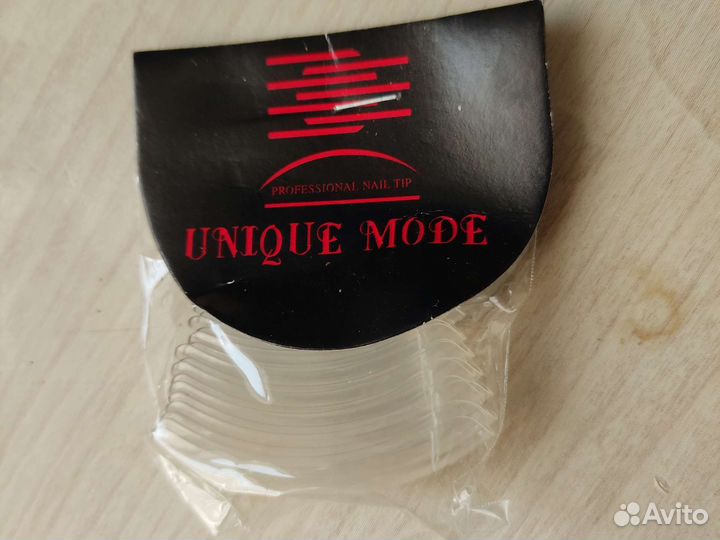 PROFESSIONAL NAIL TIP
UNIQUE MODE
Avito